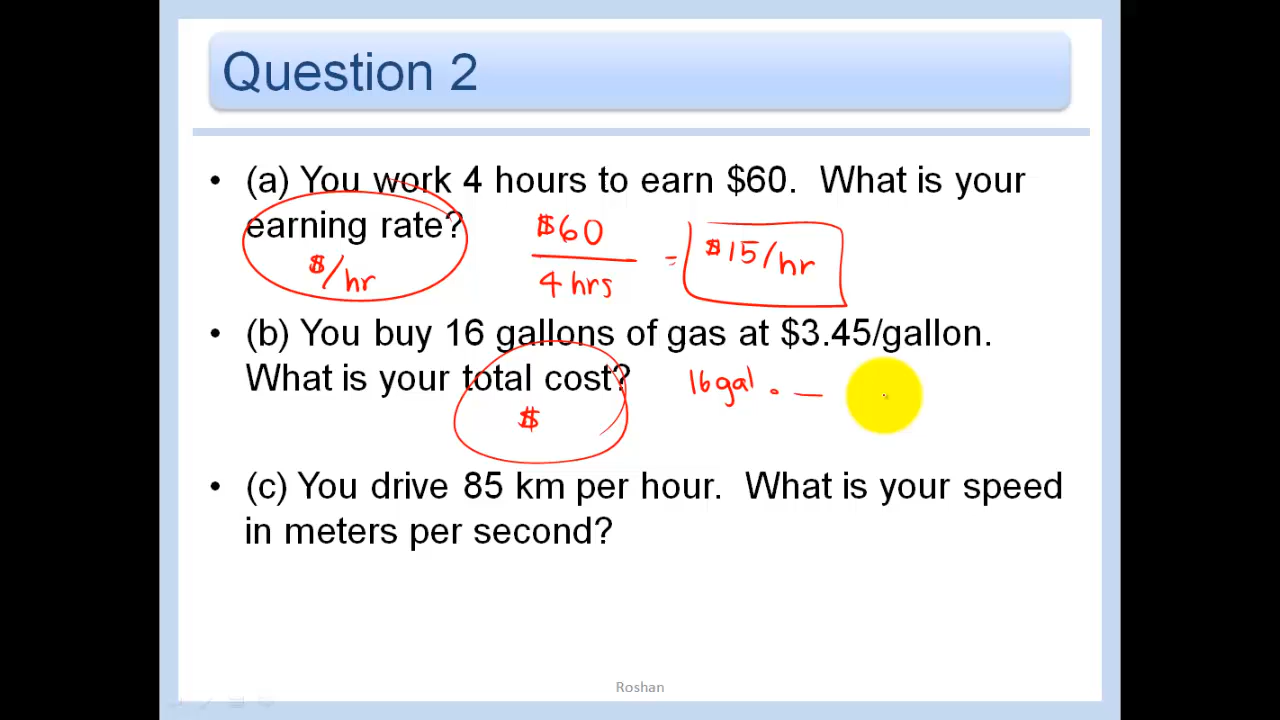 Question 2
• (a) You work 4 hours to earn $60. What is your
earning rate?
$/hr
$60
4 hrs
= $15/hr
• (b) You buy 16 gallons of gas at $3.45/gallon.
What is your total cost?
$
16gal · —
• (c) You drive 85 km per hour. What is your speed
in meters per second?
Roshan